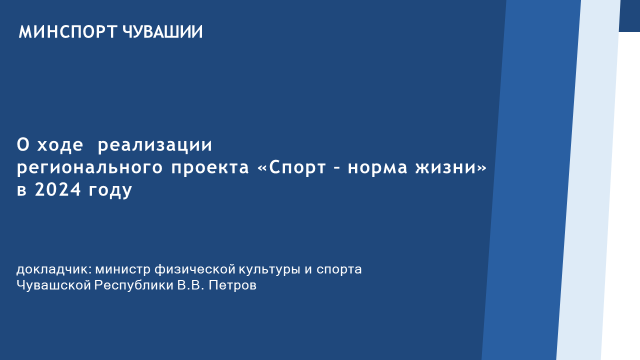 МИНСПОРТ ЧУВАШИИ
О ходе реализации
регионального проекта «Спорт – норма жизни»
в 2024 году
докладчик: министр физической культуры и спорта
Чувашской Республики В.В. Петров